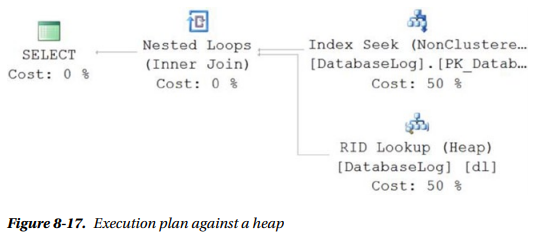 SELECT
Cost: 0 %
Nested Loops
(Inner Join)
Cost: 0 %
Index Seek (NonClustere...
[DatabaseLog].[PK_Datab...
Cost: 50 %
RID Lookup (Heap)
[DatabaseLog] [dl]
Cost: 50 %
Figure 8-17. Execution plan against a heap